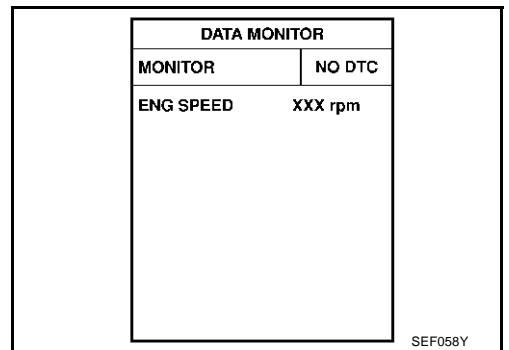 DATA MONITOR
MONITOR NO DTC
ENG SPEED XXX rpm
SEF058Y